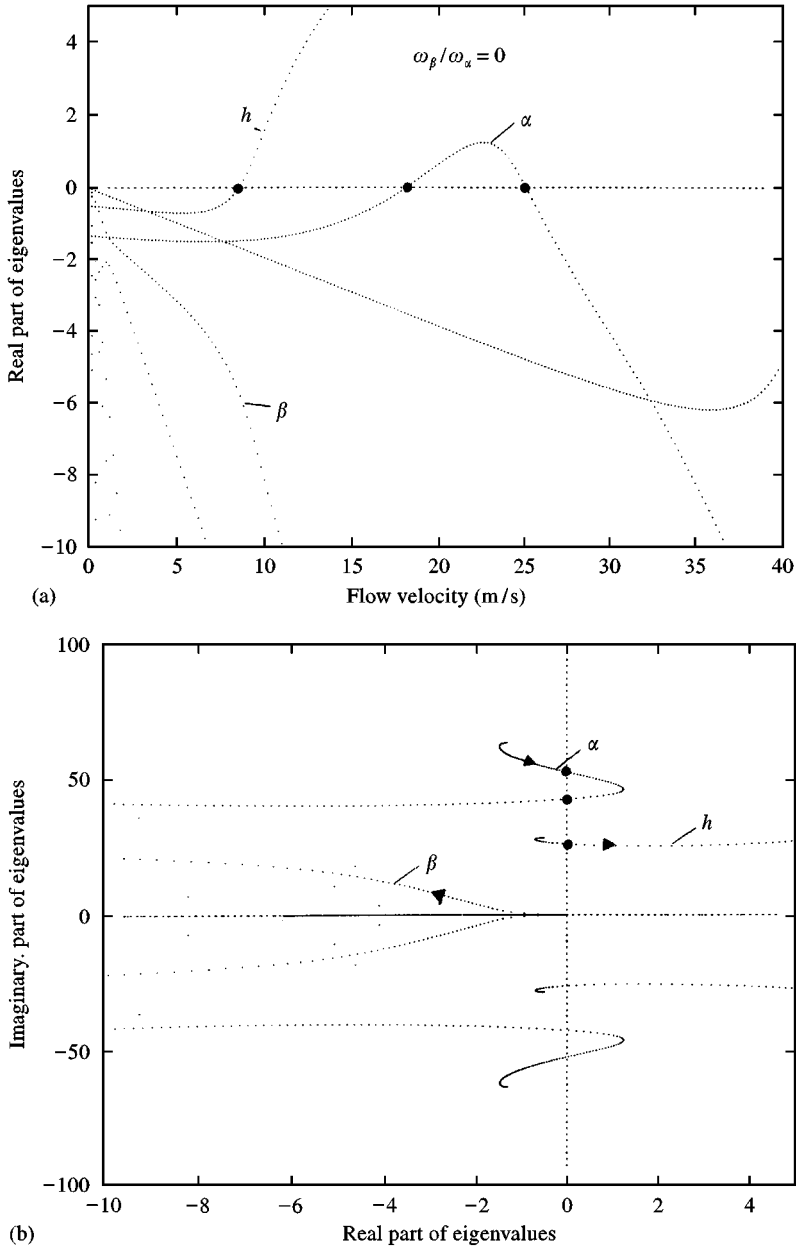 4
ω_β/ω_α = 0
2
h
α
0
−2
−4
−6
β
−8
−10
Real part of eigenvalues
0 5 10 15 20 25 30 35 40
(a) Flow velocity (m/s)
100
50
α
h
β
0
−50
−100
Imaginary. part of eigenvalues
−10 −8 −6 −4 −2 0 2 4
(b) Real part of eigenvalues